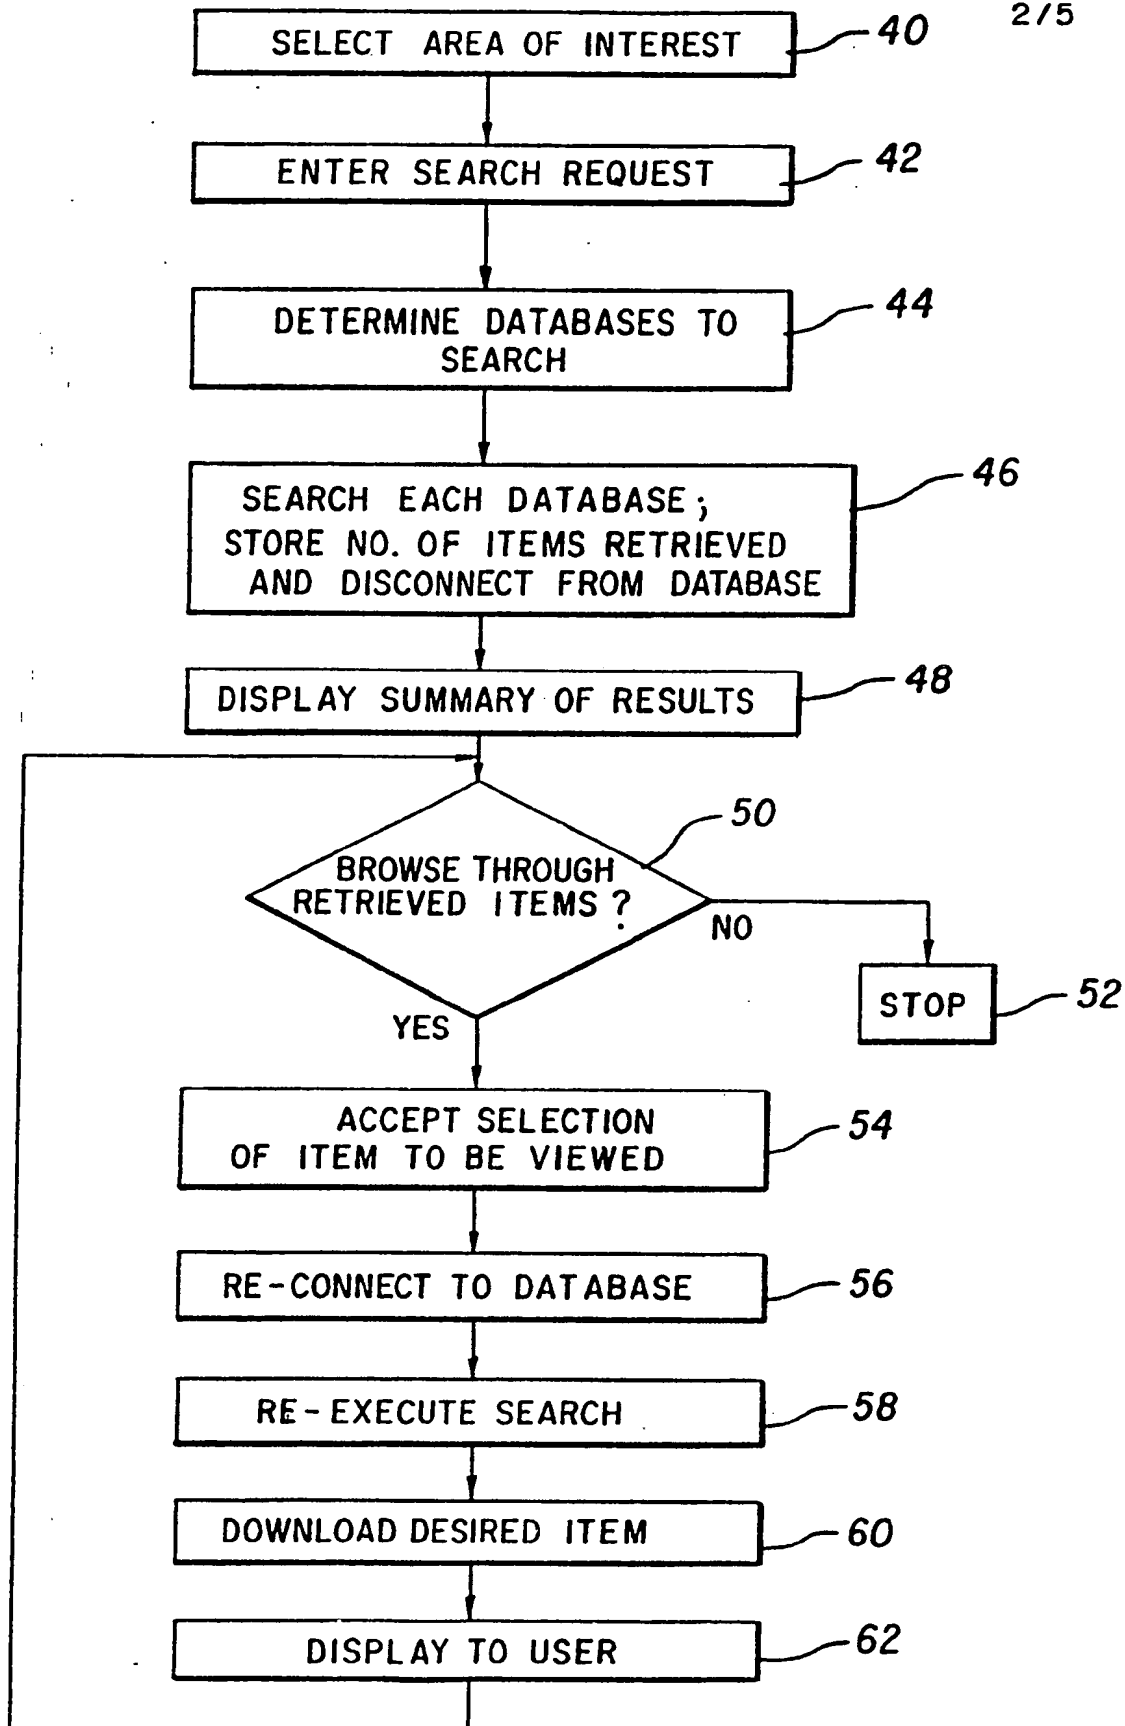 2/5
SELECT AREA OF INTEREST
40
ENTER SEARCH REQUEST
42
DETERMINE DATABASES TO
SEARCH
44
SEARCH EACH DATABASE;
STORE NO. OF ITEMS RETRIEVED
AND DISCONNECT FROM DATABASE
46
DISPLAY SUMMARY OF RESULTS
48
BROWSE THROUGH
RETRIEVED ITEMS?
50
NO
STOP
52
YES
ACCEPT SELECTION
OF ITEM TO BE VIEWED
54
RE-CONNECT TO DATABASE
56
RE-EXECUTE SEARCH
58
DOWNLOAD DESIRED ITEM
60
DISPLAY TO USER
62